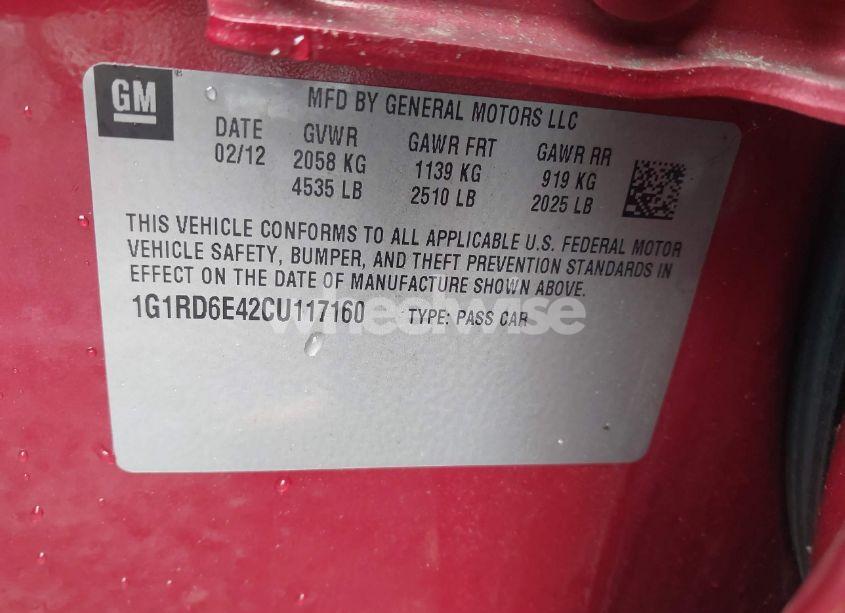 GM
MFD BY GENERAL MOTORS LLC
DATE GVWR GAWR FRT GAWR RR
02/12 2058 KG 1139 KG 919 KG
4535 LB 2510 LB 2025 LB
THIS VEHICLE CONFORMS TO ALL APPLICABLE U.S. FEDERAL MOTOR
VEHICLE SAFETY, BUMPER, AND THEFT PREVENTION STANDARDS IN
EFFECT ON THE DATE OF MANUFACTURE SHOWN ABOVE.
1G1RD6E42CU117160 TYPE: PASS CAR
wheelwise